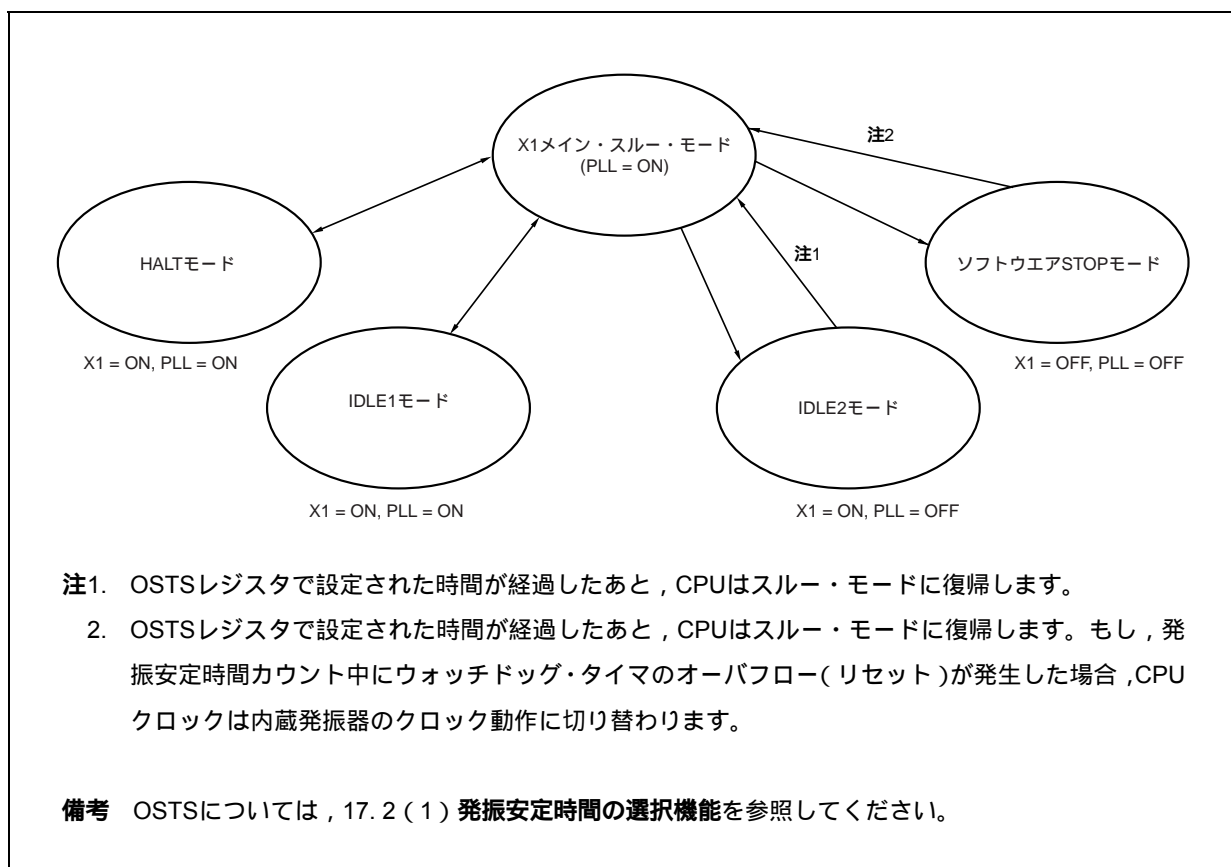 X1メイン・スルー・モード
(PLL = ON)
注2
HALTモード
注1
ソフトウエアSTOPモード
X1 = ON, PLL = ON
X1 = OFF, PLL = OFF
IDLE1モード
IDLE2モード
X1 = ON, PLL = ON
X1 = ON, PLL = OFF
注1. OSTSレジスタで設定された時間が経過したあと，CPUはスルー・モードに復帰します。
2. OSTSレジスタで設定された時間が経過したあと，CPUはスルー・モードに復帰します。もし，発
振安定時間カウント中にウォッチドッグ・タイマのオーバフロー（リセット）が発生した場合，CPU
クロックは内蔵発振器のクロック動作に切り替わります。
備考 OSTSについては，17. 2（1）発振安定時間の選択機能を参照してください。